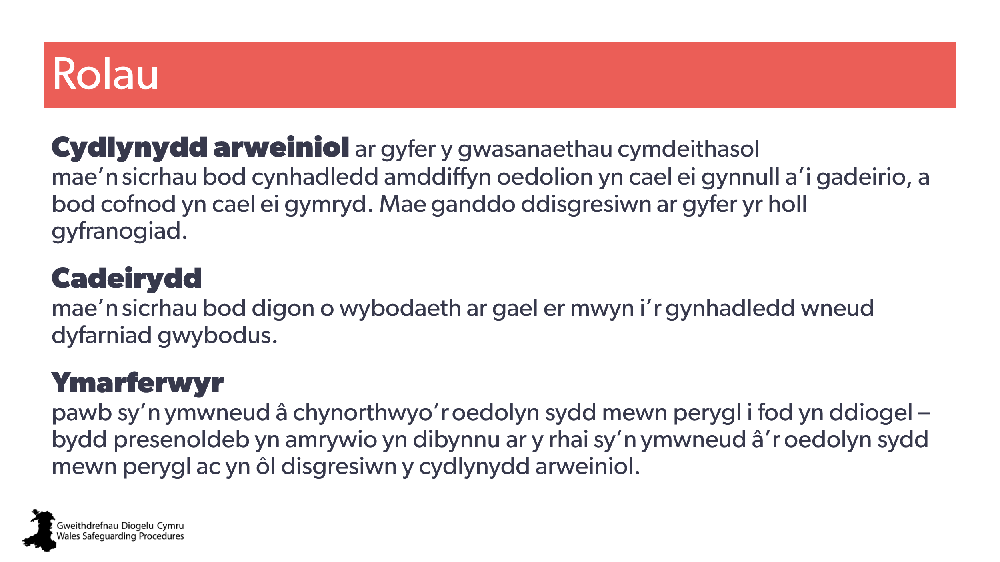 Rolau
Cydlynydd arweiniol ar gyfer y gwasanaethau cymdeithasol
mae'n sicrhau bod cynhadledd amddiffyn oedolion yn cael ei gynnull a'i gadeirio, a
bod cofnod yn cael ei gymryd. Mae ganddo ddisgresiwn ar gyfer yr holl
gyfranogiad.
Cadeirydd
mae'n sicrhau bod digon o wybodaeth ar gael er mwyn i'r gynhadledd wneud
dyfarniad gwybodus.
Ymarferwyr
pawb sy'n ymwneud â chynorthwyo'r oedolyn sydd mewn perygl i fod yn ddiogel –
bydd presenoldeb yn amrywio yn dibynnu ar y rhai sy'n ymwneud â'r oedolyn sydd
mewn perygl ac yn ôl disgresiwn y cydlynydd arweiniol.
Gweithdrefnau Diogelu Cymru
Wales Safeguarding Procedures